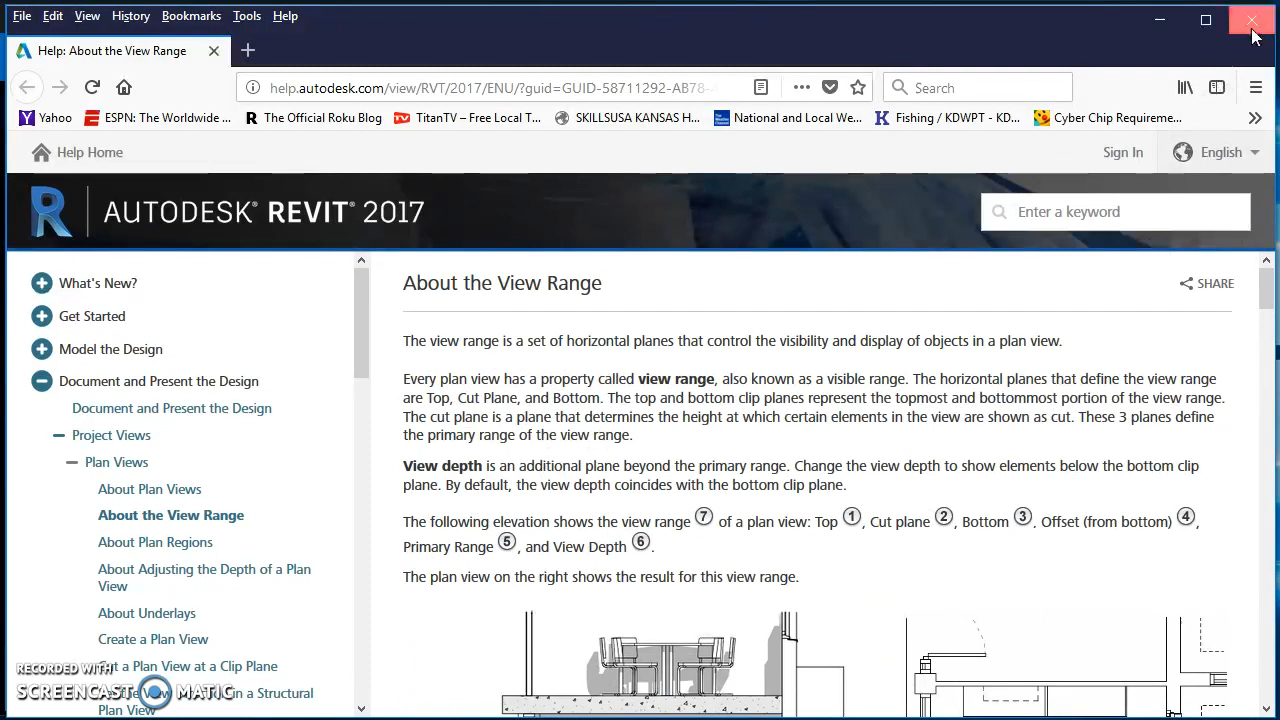 File Edit View History Bookmarks Tools Help
Help: About the View Range
help.autodesk.com/view/RVT/2017/ENU/?guid=GUID-58711292-AB78-
Search
Yahoo ESPN: The Worldwide ... The Official Roku Blog TitanTV – Free Local T... SKILLSUSA KANSAS H... National and Local We... Fishing / KDWPT - KD... Cyber Chip Requireme...
Help Home Sign In English
AUTODESK® REVIT® 2017
Enter a keyword
What's New?
Get Started
Model the Design
Document and Present the Design
Document and Present the Design
Project Views
Plan Views
About Plan Views
About the View Range
About Plan Regions
About Adjusting the Depth of a Plan
View
About Underlays
Create a Plan View
a Plan View at a Clip Plane
in a Structural
Plan View
RECORDED WITH
SCREENCAST MATIC
About the View Range
SHARE
The view range is a set of horizontal planes that control the visibility and display of objects in a plan view.
Every plan view has a property called view range, also known as a visible range. The horizontal planes that define the view range
are Top, Cut Plane, and Bottom. The top and bottom clip planes represent the topmost and bottommost portion of the view range.
The cut plane is a plane that determines the height at which certain elements in the view are shown as cut. These 3 planes define
the primary range of the view range.
View depth is an additional plane beyond the primary range. Change the view depth to show elements below the bottom clip
plane. By default, the view depth coincides with the bottom clip plane.
The following elevation shows the view range 7 of a plan view: Top 1, Cut plane 2, Bottom 3. Offset (from bottom) 4,
Primary Range 5, and View Depth 6.
The plan view on the right shows the result for this view range.